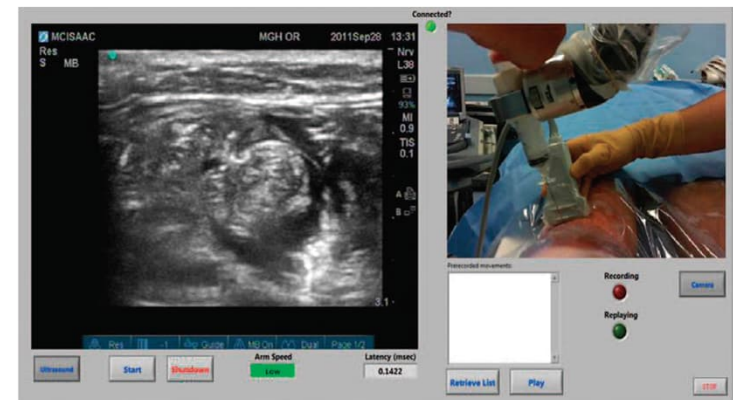 Connected?
MCISAAC
MGH OR
2011Sep28 13:31
Res
Nrv
S MB
L38
93%
MI
0.9
TIS
0.1
A
B
3.1
Res
-1
Guide
MB On
Dual
Page 1/2
Prerecorded movements:
Recording
Camera
Replaying
Ultrasound
Start
Shutdown
Arm Speed
Low
Latency (msec)
0.1422
Retrieve List
Play
STOP